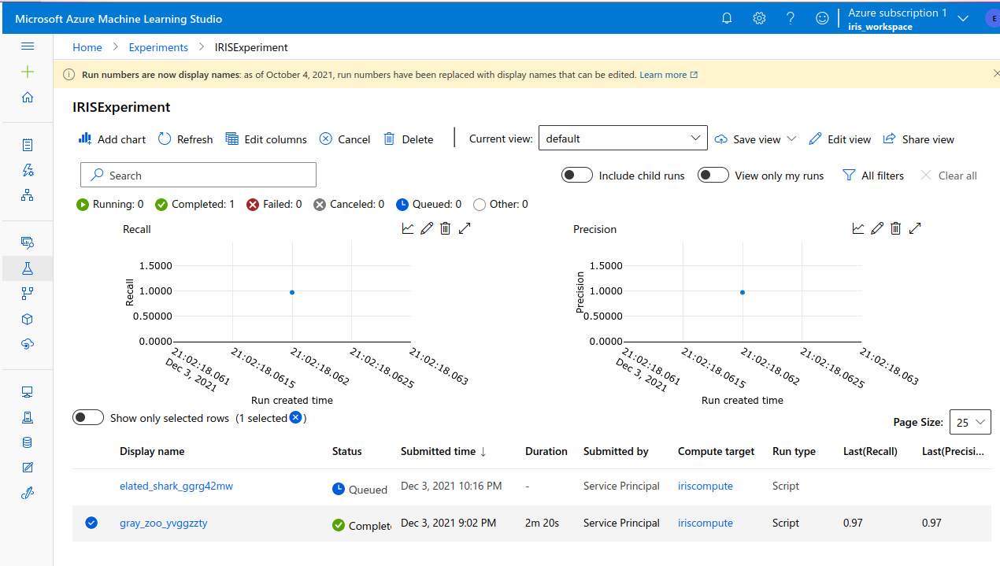 Microsoft Azure Machine Learning Studio
Azure subscription 1
iris_workspace
E
Home > Experiments > IRISExperiment
Run numbers are now display names: as of October 4, 2021, run numbers have been replaced with display names that can be edited. Learn more
IRISExperiment
Add chart Refresh Edit columns Cancel Delete Current view: default Save view Edit view Share view
Search Include child runs View only my runs All filters Clear all
Running: 0 Completed: 1 Failed: 0 Canceled: 0 Queued: 0 Other: 0
Recall
1.5000
1.0000
0.50000
0.0000
Recall
21:02:18.061
Dec 3, 2021
21:02:18.0615
21:02:18.062
21:02:18.0625
21:02:18.063
Run created time
Precision
1.5000
1.0000
0.50000
0.0000
Precision
21:02:18.061
Dec 3, 2021
21:02:18.0615
21:02:18.062
21:02:18.0625
21:02:18.063
Run created time
Show only selected rows (1 selected )
Page Size: 25
Display name Status Submitted time ↓ Duration Submitted by Compute target Run type Last(Recall) Last(Precisi...
elated_shark_ggrg42mw Queued Dec 3, 2021 10:16 PM - Service Principal iriscompute Script
gray_zoo_yvggzzty Complet Dec 3, 2021 9:02 PM 2m 20s Service Principal iriscompute Script 0.97 0.97